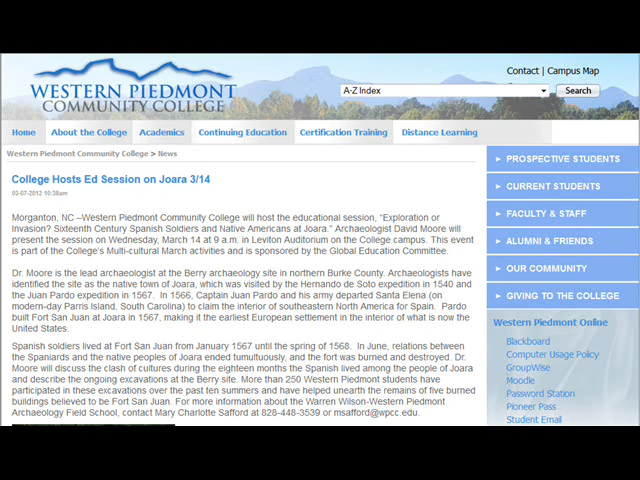 WESTERN PIEDMONT
COMMUNITY COLLEGE
Contact | Campus Map
A-Z Index
Search
Home
About the College
Academics
Continuing Education
Certification Training
Distance Learning
Western Piedmont Community College > News
College Hosts Ed Session on Joara 3/14
03-07-2012 10:38am
Morganton, NC –Western Piedmont Community College will host the educational session, “Exploration or
Invasion? Sixteenth Century Spanish Soldiers and Native Americans at Joara.” Archaeologist David Moore will
present the session on Wednesday, March 14 at 9 a.m. in Leviton Auditorium on the College campus. This event
is part of the College’s Multi-cultural March activities and is sponsored by the Global Education Committee.
Dr. Moore is the lead archaeologist at the Berry archaeology site in northern Burke County. Archaeologists have
identified the site as the native town of Joara, which was visited by the Hernando de Soto expedition in 1540 and
the Juan Pardo expedition in 1567. In 1566, Captain Juan Pardo and his army departed Santa Elena (on
modern-day Parris Island, South Carolina) to claim the interior of southeastern North America for Spain. Pardo
built Fort San Juan at Joara in 1567, making it the earliest European settlement in the interior of what is now the
United States.
Spanish soldiers lived at Fort San Juan from January 1567 until the spring of 1568. In June, relations between
the Spaniards and the native peoples of Joara ended tumultuously, and the fort was burned and destroyed. Dr.
Moore will discuss the clash of cultures during the eighteen months the Spanish lived among the people of Joara
and describe the ongoing excavations at the Berry site. More than 250 Western Piedmont students have
participated in these excavations over the past ten summers and have helped unearth the remains of five burned
buildings believed to be Fort San Juan. For more information about the Warren Wilson-Western Piedmont
Archaeology Field School, contact Mary Charlotte Safford at 828-448-3539 or msafford@wpcc.edu.
PROSPECTIVE STUDENTS
CURRENT STUDENTS
FACULTY & STAFF
ALUMNI & FRIENDS
OUR COMMUNITY
GIVING TO THE COLLEGE
Western Piedmont Online
Blackboard
Computer Usage Policy
GroupWise
Moodle
Password Station
Pioneer Pass
Student Email